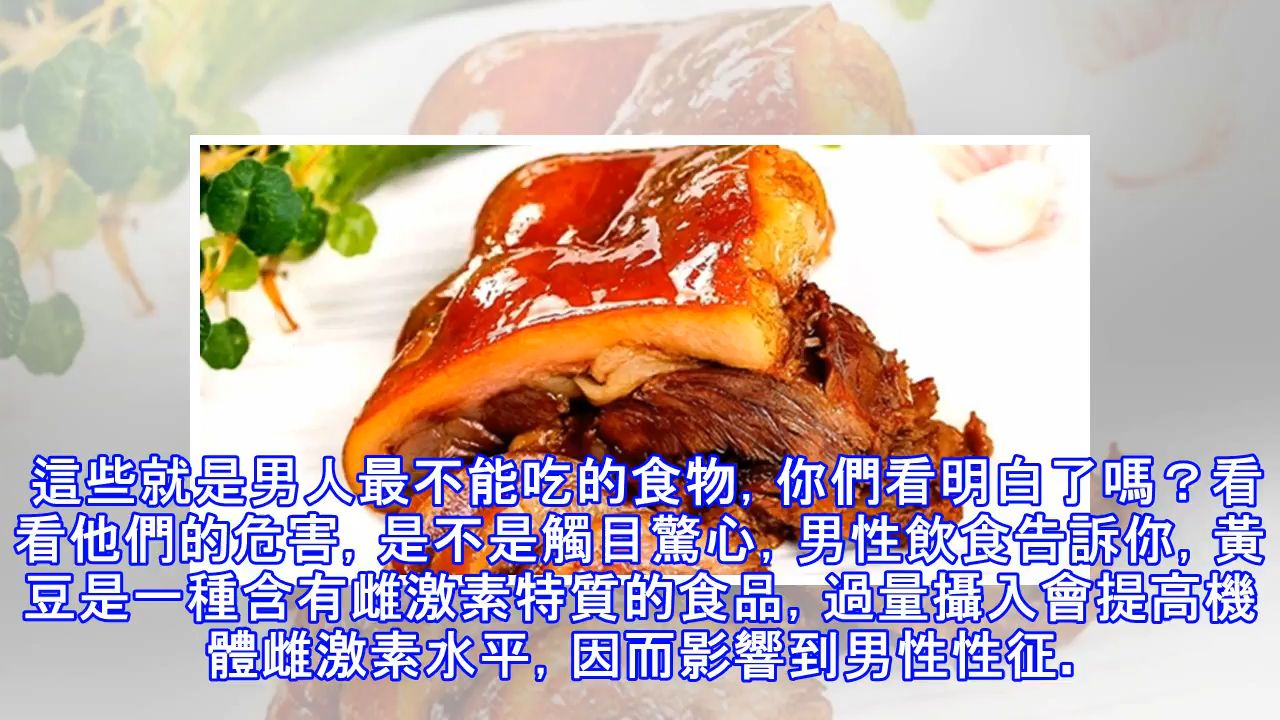 這些就是男人最不能吃的食物, 你們看明白了嗎？看
看他們的危害, 是不是觸目驚心, 男性飲食告訴你, 黃
豆是一種含有雌激素特質的食品, 過量攝入會提高機
體雌激素水平, 因而影響到男性性征.